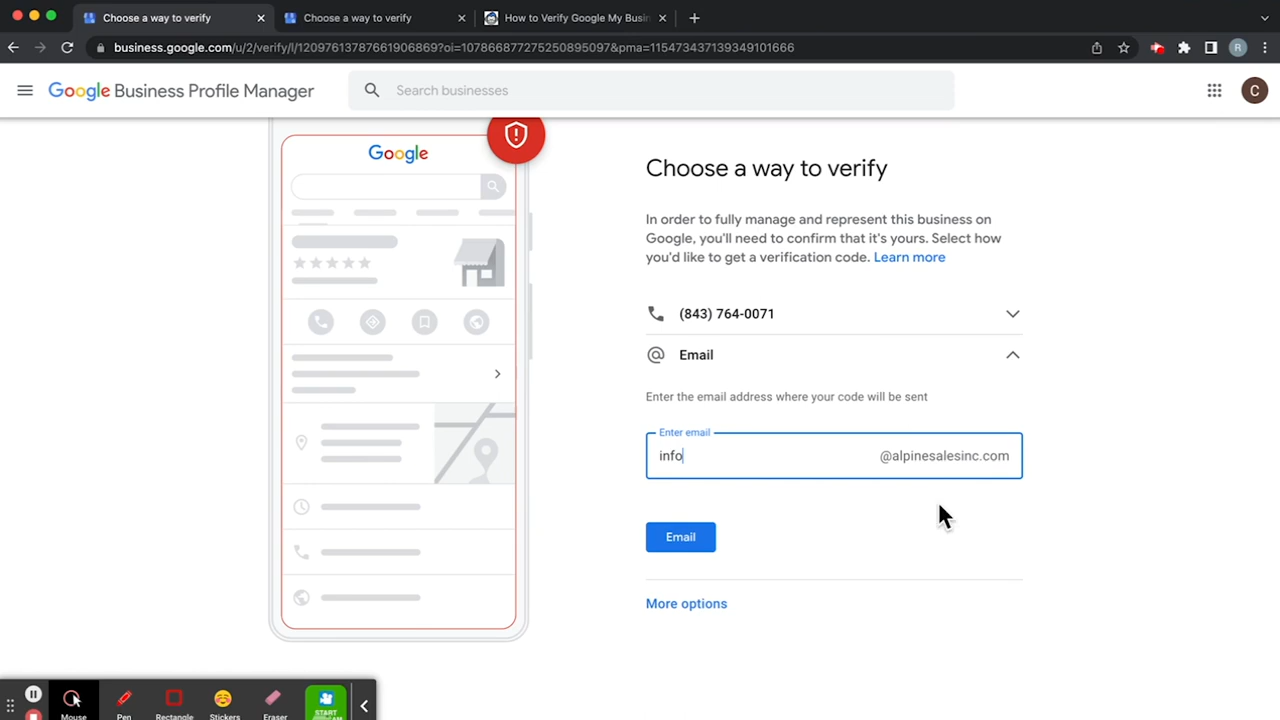 Choose a way to verify
Choose a way to verify
How to Verify Google My Busin
business.google.com/u/2/verify/l/12097613787661906869?oi=107866877275250895097&pma=115473437139349101666
R
Google Business Profile Manager
Search businesses
C
Google
Choose a way to verify
In order to fully manage and represent this business on
Google, you'll need to confirm that it's yours. Select how
you'd like to get a verification code. Learn more
(843) 764-0071
Email
Enter the email address where your code will be sent
Enter email
info @alpinesalesinc.com
Email
More options
Mouse
Pen
Rectangle
Stickers
Eraser
START